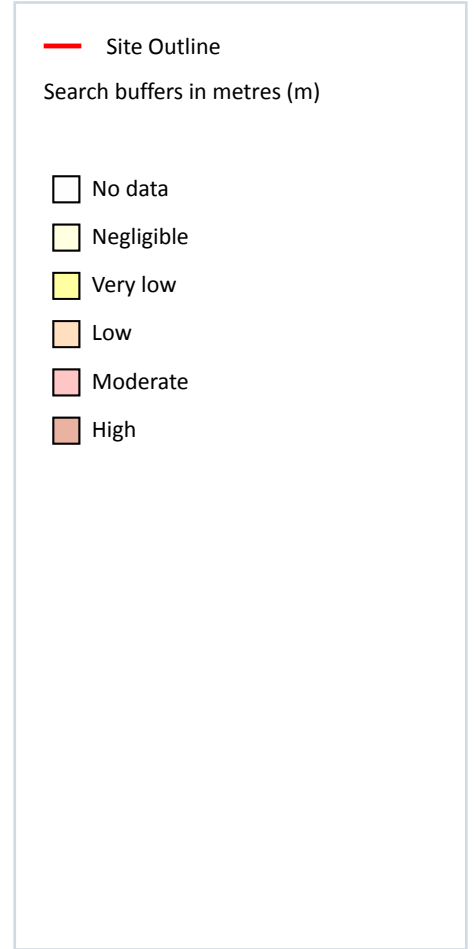 Site Outline
Search buffers in metres (m)
No data
Negligible
Very low
Low
Moderate
High